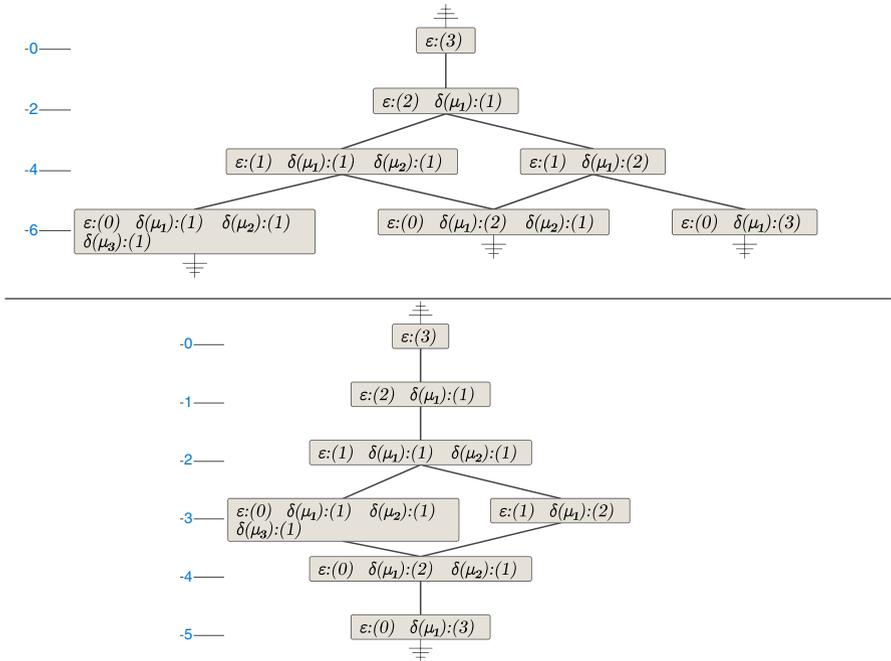 -0
ε:(3)
-2
ε:(2) δ(μ₁):(1)
-4
ε:(1) δ(μ₁):(1) δ(μ₂):(1)
ε:(1) δ(μ₁):(2)
-6
ε:(0) δ(μ₁):(1) δ(μ₂):(1)
δ(μ₃):(1)
ε:(0) δ(μ₁):(2) δ(μ₂):(1)
ε:(0) δ(μ₁):(3)
-0
ε:(3)
-1
ε:(2) δ(μ₁):(1)
-2
ε:(1) δ(μ₁):(1) δ(μ₂):(1)
-3
ε:(0) δ(μ₁):(1) δ(μ₂):(1)
δ(μ₃):(1)
ε:(1) δ(μ₁):(2)
-4
ε:(0) δ(μ₁):(2) δ(μ₂):(1)
-5
ε:(0) δ(μ₁):(3)